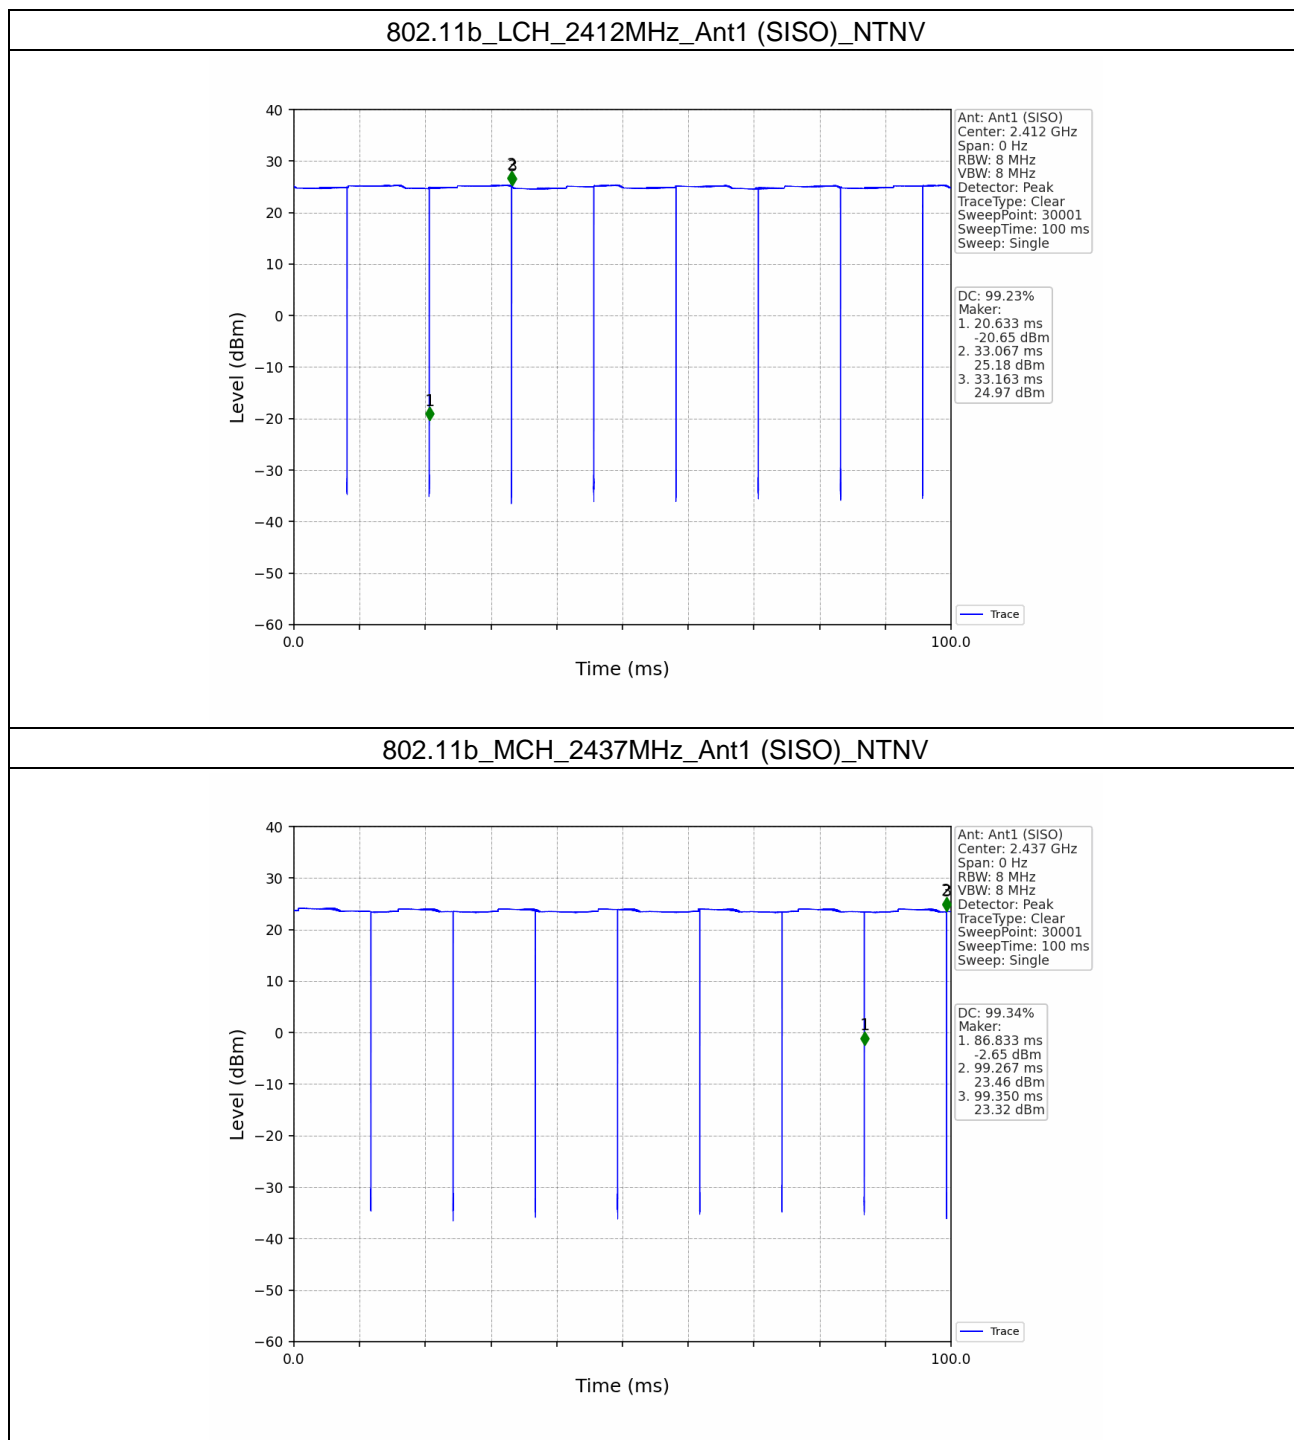 802.11b_LCH_2412MHz_Ant1 (SISO)_NTNV
40
30
20
10
0
−10
−20
−30
−40
−50
−60
Level (dBm)
1
2
3
0.0
100.0
Time (ms)
Ant: Ant1 (SISO)
Center: 2.412 GHz
Span: 0 Hz
RBW: 8 MHz
VBW: 8 MHz
Detector: Peak
TraceType: Clear
SweepPoint: 30001
SweepTime: 100 ms
Sweep: Single
DC: 99.23%
Maker:
1. 20.633 ms
-20.65 dBm
2. 33.067 ms
25.18 dBm
3. 33.163 ms
24.97 dBm
Trace
802.11b_MCH_2437MHz_Ant1 (SISO)_NTNV
40
30
20
10
0
−10
−20
−30
−40
−50
−60
Level (dBm)
1
2
3
0.0
100.0
Time (ms)
Ant: Ant1 (SISO)
Center: 2.437 GHz
Span: 0 Hz
RBW: 8 MHz
VBW: 8 MHz
Detector: Peak
TraceType: Clear
SweepPoint: 30001
SweepTime: 100 ms
Sweep: Single
DC: 99.34%
Maker:
1. 86.833 ms
-2.65 dBm
2. 99.267 ms
23.46 dBm
3. 99.350 ms
23.32 dBm
Trace